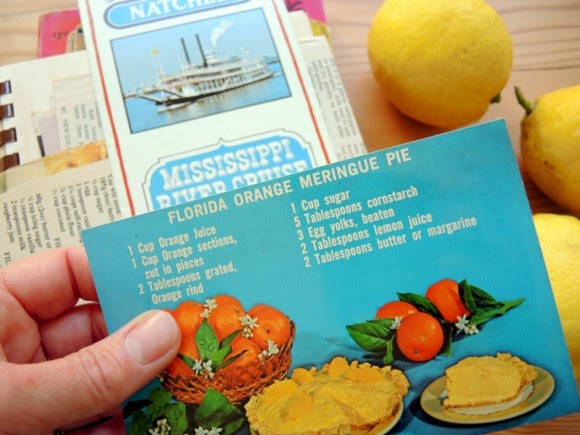 NATCHEZ
MISSISSIPPI
RIVER CRUISE
FLORIDA ORANGE MERINGUE PIE
1 Cup Orange Juice
1 Cup Orange sections,
cut in pieces
2 Tablespoons grated,
Orange rind
1 Cup sugar
5 Tablespoons cornstarch
3 Egg yolks, beaten
2 Tablespoons lemon juice
2 Tablespoons butter or margarine